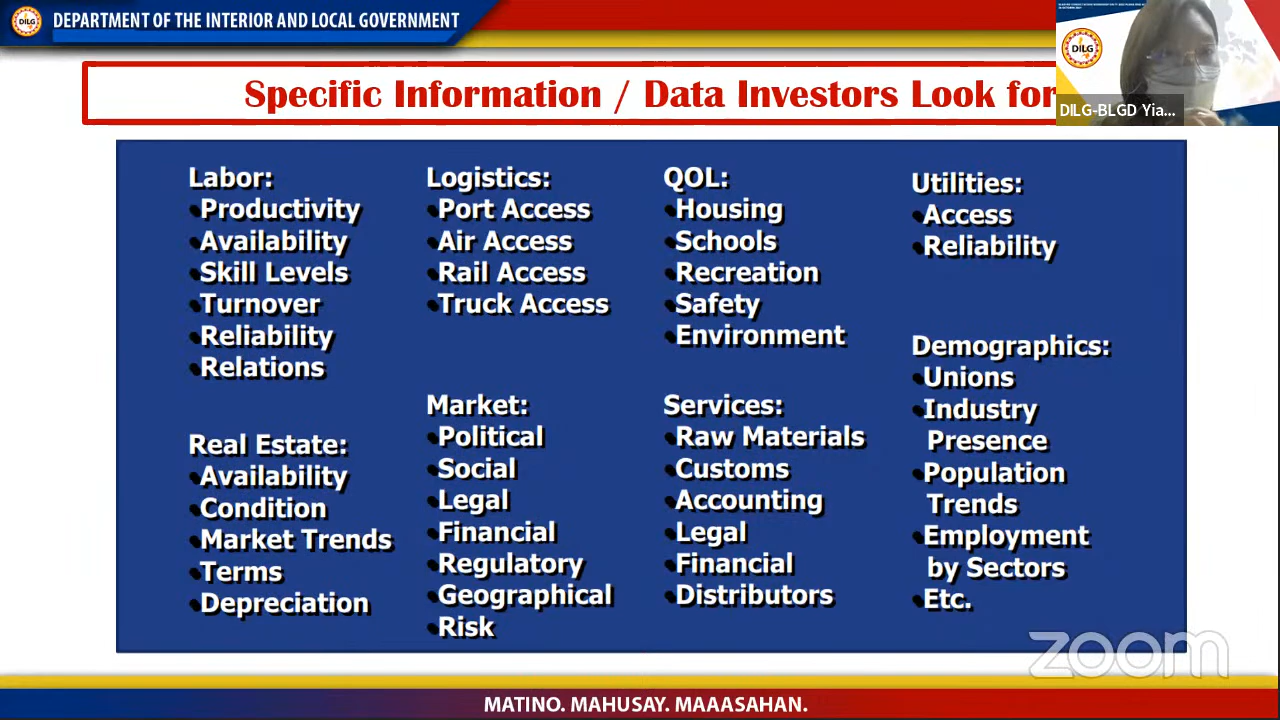 DEPARTMENT OF THE INTERIOR AND LOCAL GOVERNMENT
DILG
DILG-BLGD Yia...
Specific Information / Data Investors Look for
Labor:
Productivity
Availability
Skill Levels
Turnover
Reliability
Relations
Real Estate:
Availability
Condition
Market Trends
Terms
Depreciation
Logistics:
Port Access
Air Access
Rail Access
Truck Access
Market:
Political
Social
Legal
Financial
Regulatory
Geographical
Risk
QOL:
Housing
Schools
Recreation
Safety
Environment
Services:
Raw Materials
Customs
Accounting
Legal
Financial
Distributors
Utilities:
Access
Reliability
Demographics:
Unions
Industry
Presence
Population
Trends
Employment
by Sectors
Etc.
zoom
MATINO. MAHUSAY. MAAASAHAN.